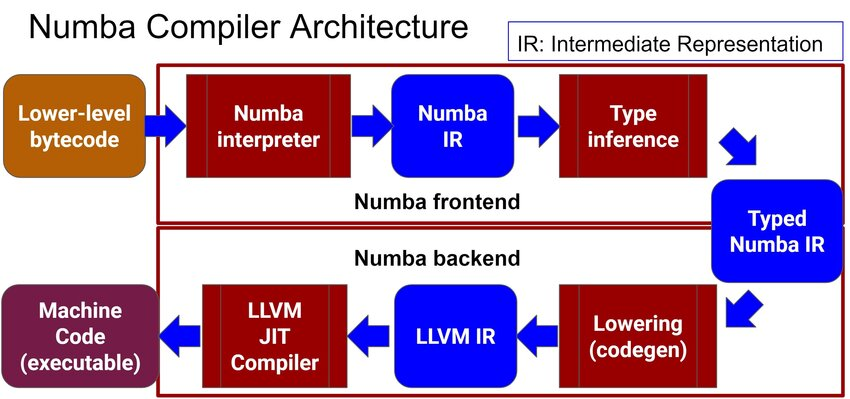 Numba Compiler Architecture
IR: Intermediate Representation
Lower-level
bytecode
Numba
interpreter
Numba
IR
Type
inference
Numba frontend
Typed
Numba IR
Numba backend
Machine
Code
(executable)
LLVM
JIT
Compiler
LLVM IR
Lowering
(codegen)